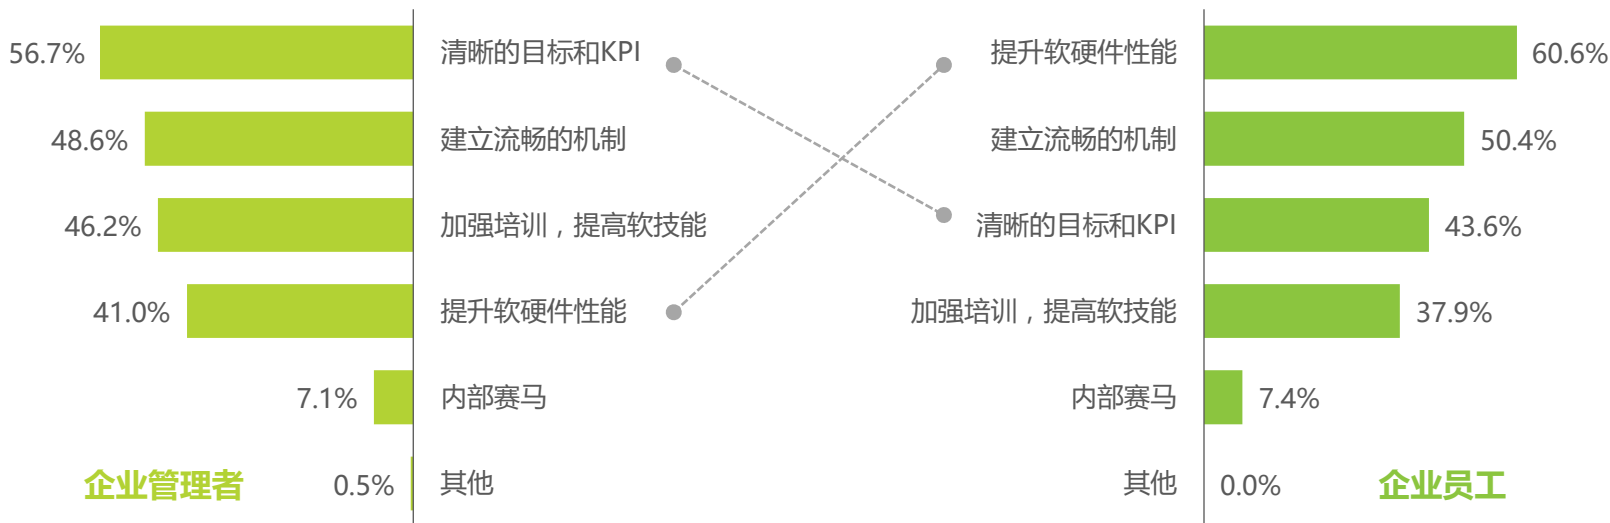 56.7% 清晰的目标和KPI 提升软硬件性能 60.6%
48.6% 建立流畅的机制 建立流畅的机制 50.4%
46.2% 加强培训，提高软技能 清晰的目标和KPI 43.6%
41.0% 提升软硬件性能 加强培训，提高软技能 37.9%
7.1% 内部赛马 内部赛马 7.4%
企业管理者 0.5% 其他 其他 0.0% 企业员工